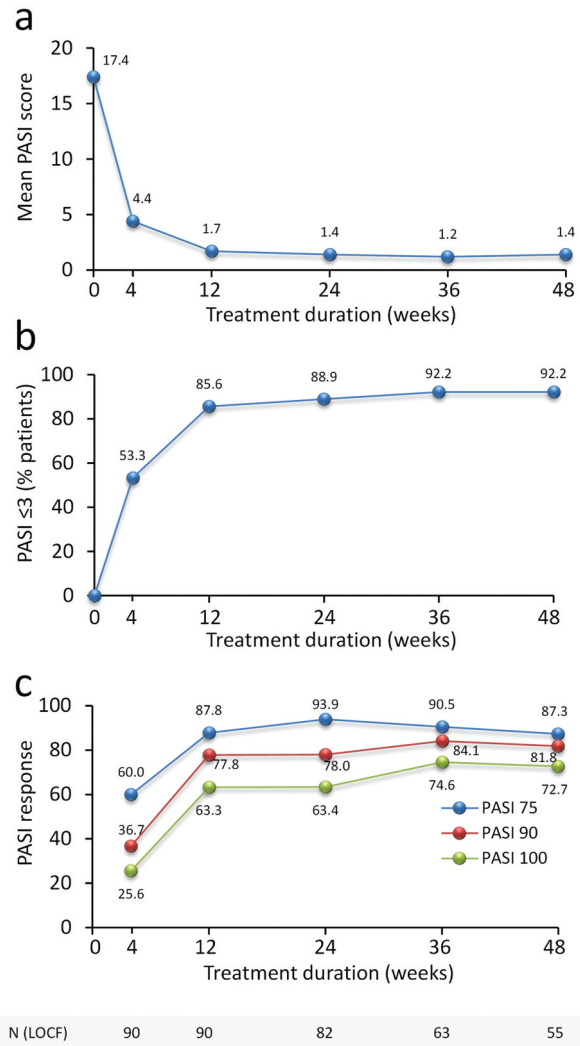 a
Mean PASI score
20
15
10
5
0
17.4
4.4
1.7
1.4
1.2
1.4
0 4 12 24 36 48
Treatment duration (weeks)
b
PASI ≤3 (% patients)
100
80
60
40
20
0
53.3
85.6
88.9
92.2
92.2
0 4 12 24 36 48
Treatment duration (weeks)
c
PASI response
100
80
60
40
20
0
60.0
87.8
93.9
90.5
87.3
36.7
77.8
78.0
84.1
81.8
25.6
63.3
63.4
74.6
72.7
PASI 75
PASI 90
PASI 100
0 4 12 24 36 48
Treatment duration (weeks)
N (LOCF) 90 90 82 63 55